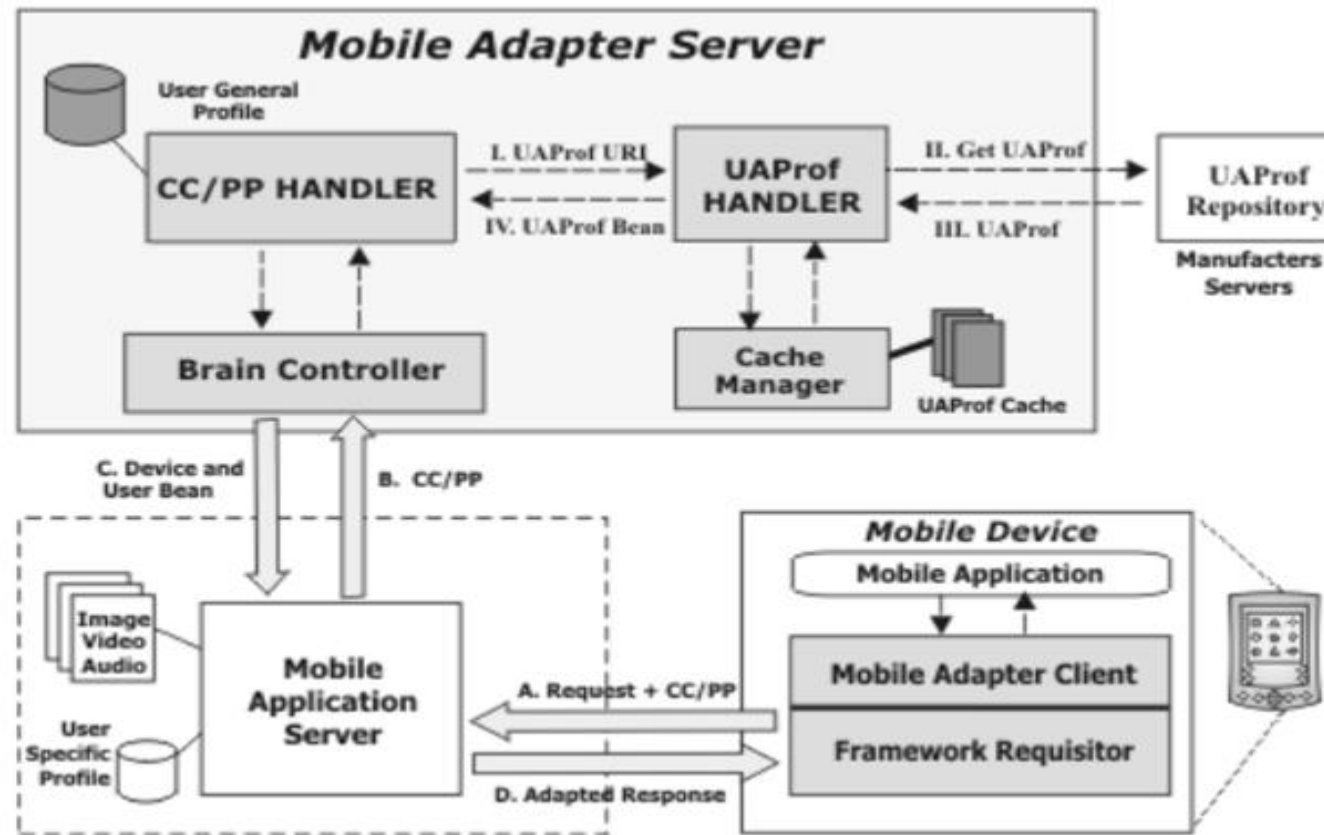 Mobile Adapter Server
User General
Profile
CC/PP HANDLER
I. UAProf URI
IV. UAProf Bean
UAProf
HANDLER
II. Get UAProf
III. UAProf
UAProf
Repository
Manufacters
Servers
Brain Controller
Cache
Manager
UAProf Cache
C. Device and
User Bean
B. CC/PP
Image
Video
Audio
User
Specific
Profile
Mobile
Application
Server
A. Request + CC/PP
D. Adapted Response
Mobile Device
Mobile Application
Mobile Adapter Client
Framework Requisitor